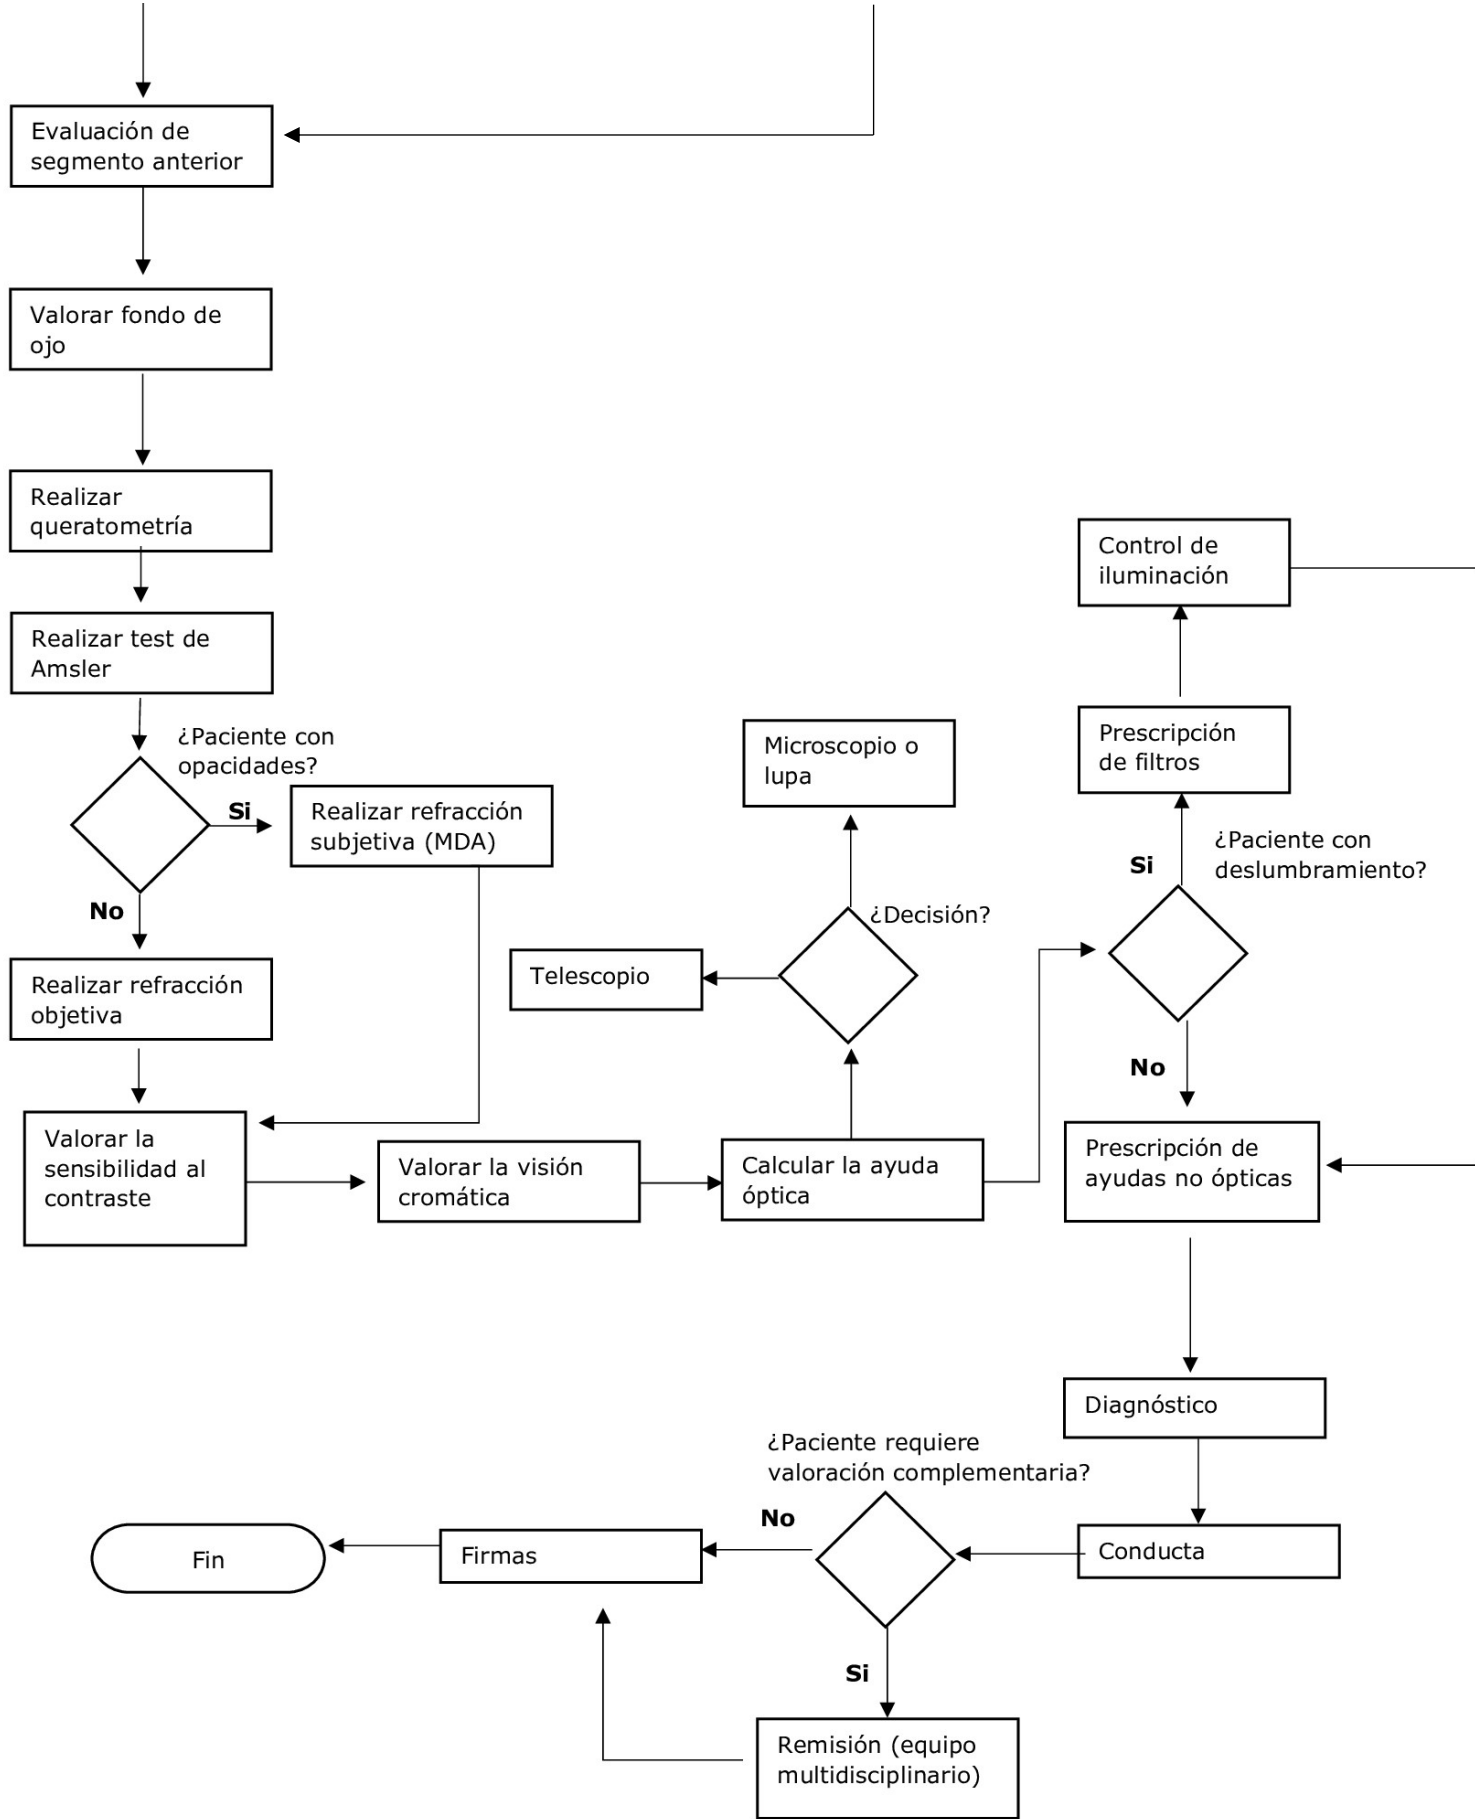 Evaluación de
segmento anterior
Valorar fondo de
ojo
Realizar
queratometría
Realizar test de
Amsler
¿Paciente con
opacidades?
Si
Realizar refracción
subjetiva (MDA)
No
Realizar refracción
objetiva
Valorar la
sensibilidad al
contraste
Valorar la visión
cromática
Calcular la ayuda
óptica
¿Decisión?
Telescopio
Microscopio o
lupa
¿Paciente con
deslumbramiento?
Si
Prescripción
de filtros
Control de
iluminación
No
Prescripción de
ayudas no ópticas
Diagnóstico
Conducta
¿Paciente requiere
valoración complementaria?
No
Firmas
Fin
Si
Remisión (equipo
multidisciplinario)